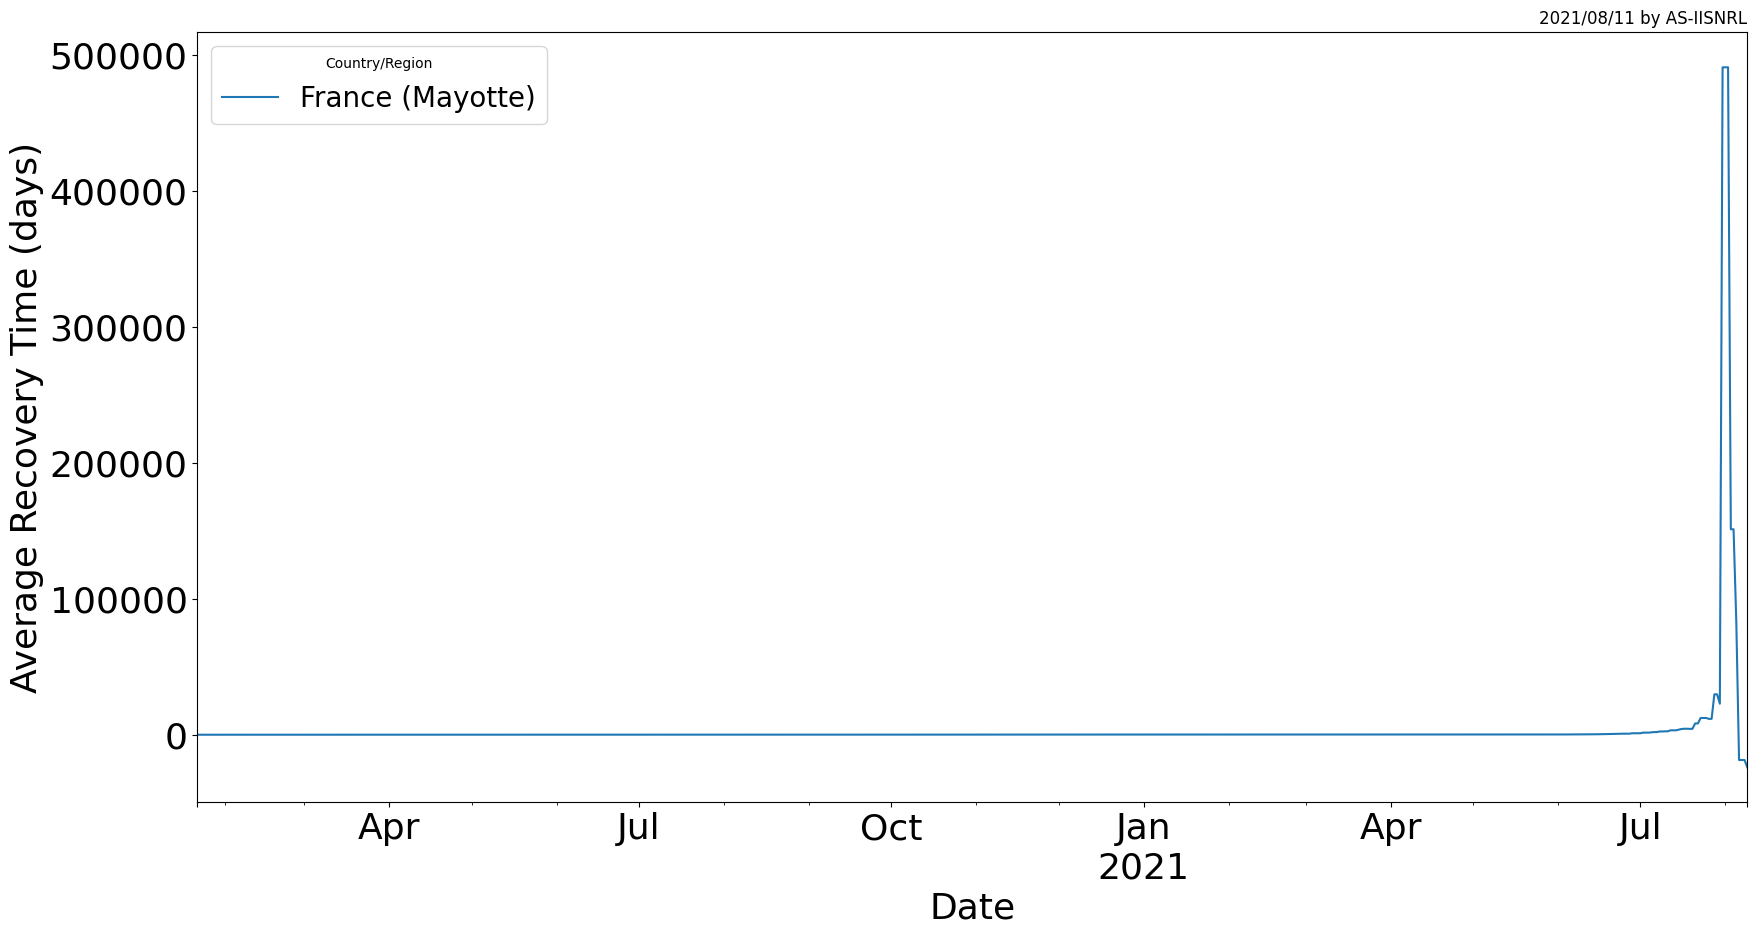 2021/08/11 by AS-IISNRL
Country/Region
France (Mayotte)
Average Recovery Time (days)
500000
400000
300000
200000
100000
0
Apr
Jul
Oct
Jan
2021
Apr
Jul
Date